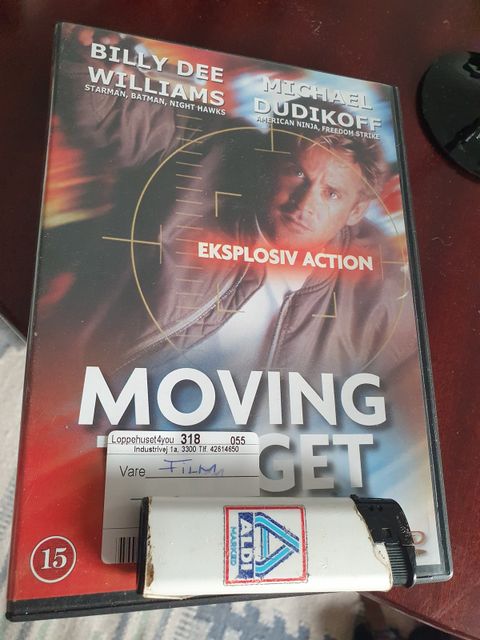 BILLY DEE
WILLIAMS
STARMAN, BATMAN, NIGHT HAWKS
MICHAEL
DUDIKOFF
AMERICAN NINJA, FREEDOM STRIKE
EKSPLOSIV ACTION
MOVING
GET
Loppehuset4you 318 055
Industrivej 1a, 3300 Tlf. 42614650
Vare FILM
ALDI
MARKED
15